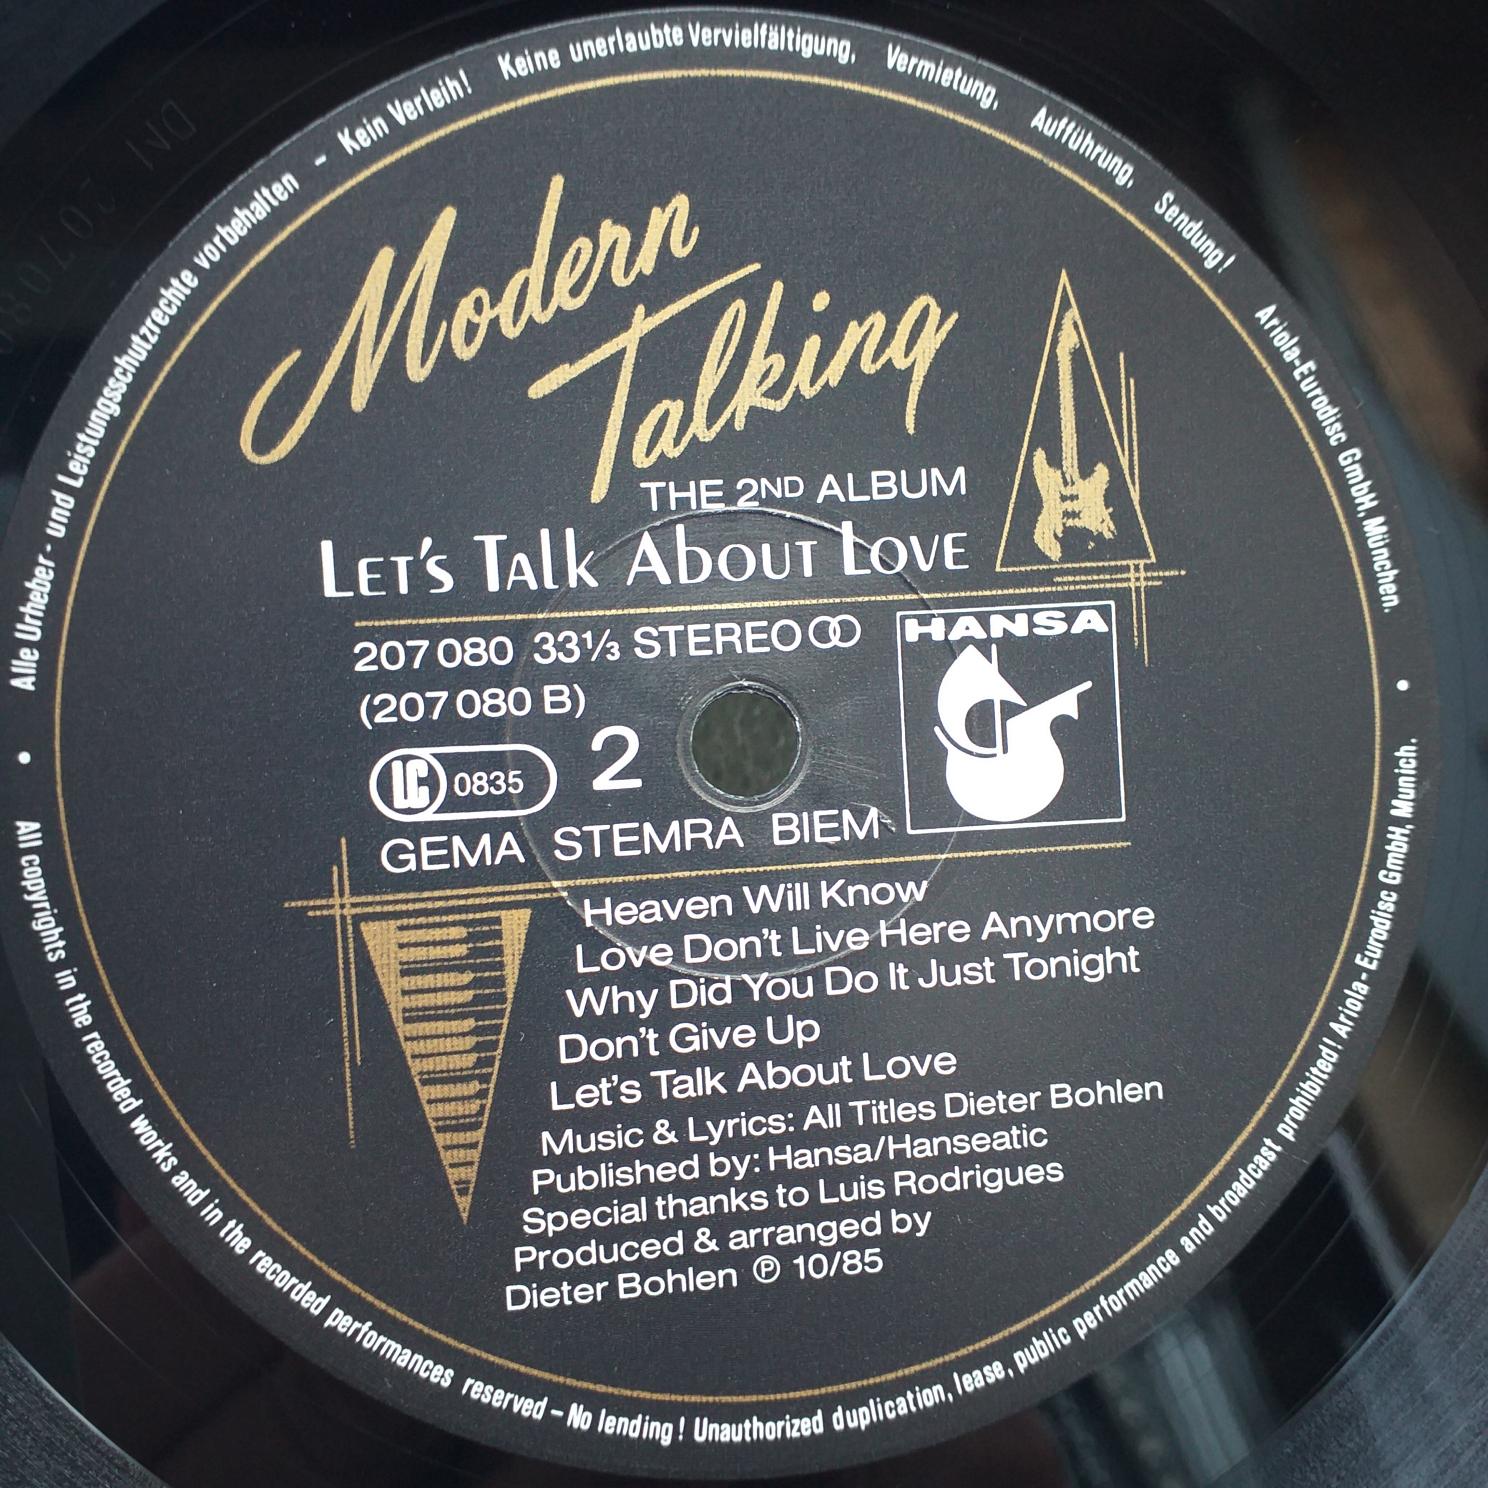 Alle Urheber- und Leistungsschutzrechte vorbehalten - Kein Verleih! Keine unerlaubte Vervielfältigung, Vermietung, Aufführung, Sendung! Ariola-Eurodisc GmbH, München.
Modern
Talking
THE 2ND ALBUM
LET'S TALK ABOUT LOVE
207 080 33⅓ STEREO
(207 080 B)
HANSA
LC 0835
2
GEMA STEMRA BIEM
Heaven Will Know
Love Don't Live Here Anymore
Why Did You Do It Just Tonight
Don't Give Up
Let's Talk About Love
Music & Lyrics: All Titles Dieter Bohlen
Published by: Hansa/Hanseatic
Special thanks to Luis Rodrigues
Produced & arranged by
Dieter Bohlen ℗ 10/85
All copyrights in the recorded works and in the recorded performances reserved – No lending! Unauthorized duplication, lease, public performance and broadcast prohibited! Ariola - Eurodisc GmbH, Munich.